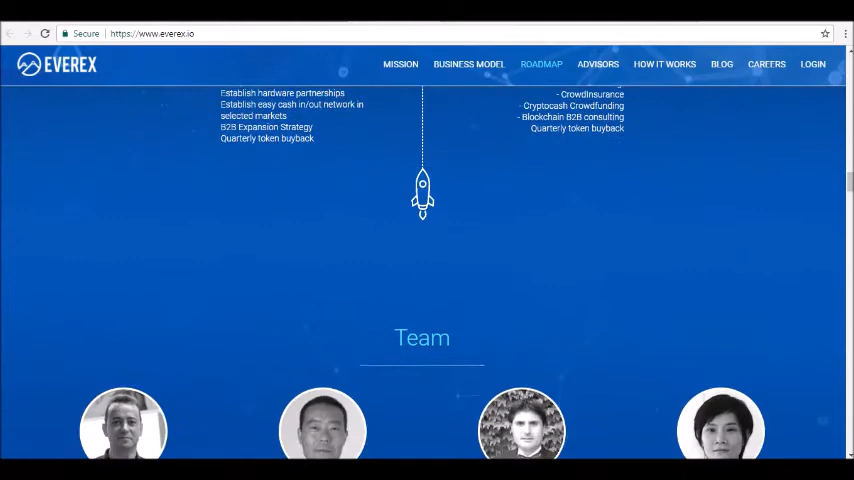 Secure
https://www.everex.io
EVEREX
MISSION
BUSINESS MODEL
ROADMAP
ADVISORS
HOW IT WORKS
BLOG
CAREERS
LOGIN
Establish hardware partnerships
Establish easy cash in/out network in
selected markets
B2B Expansion Strategy
Quarterly token buyback
- CrowdInsurance
- Cryptocash Crowdfunding
- Blockchain B2B consulting
Quarterly token buyback
Team